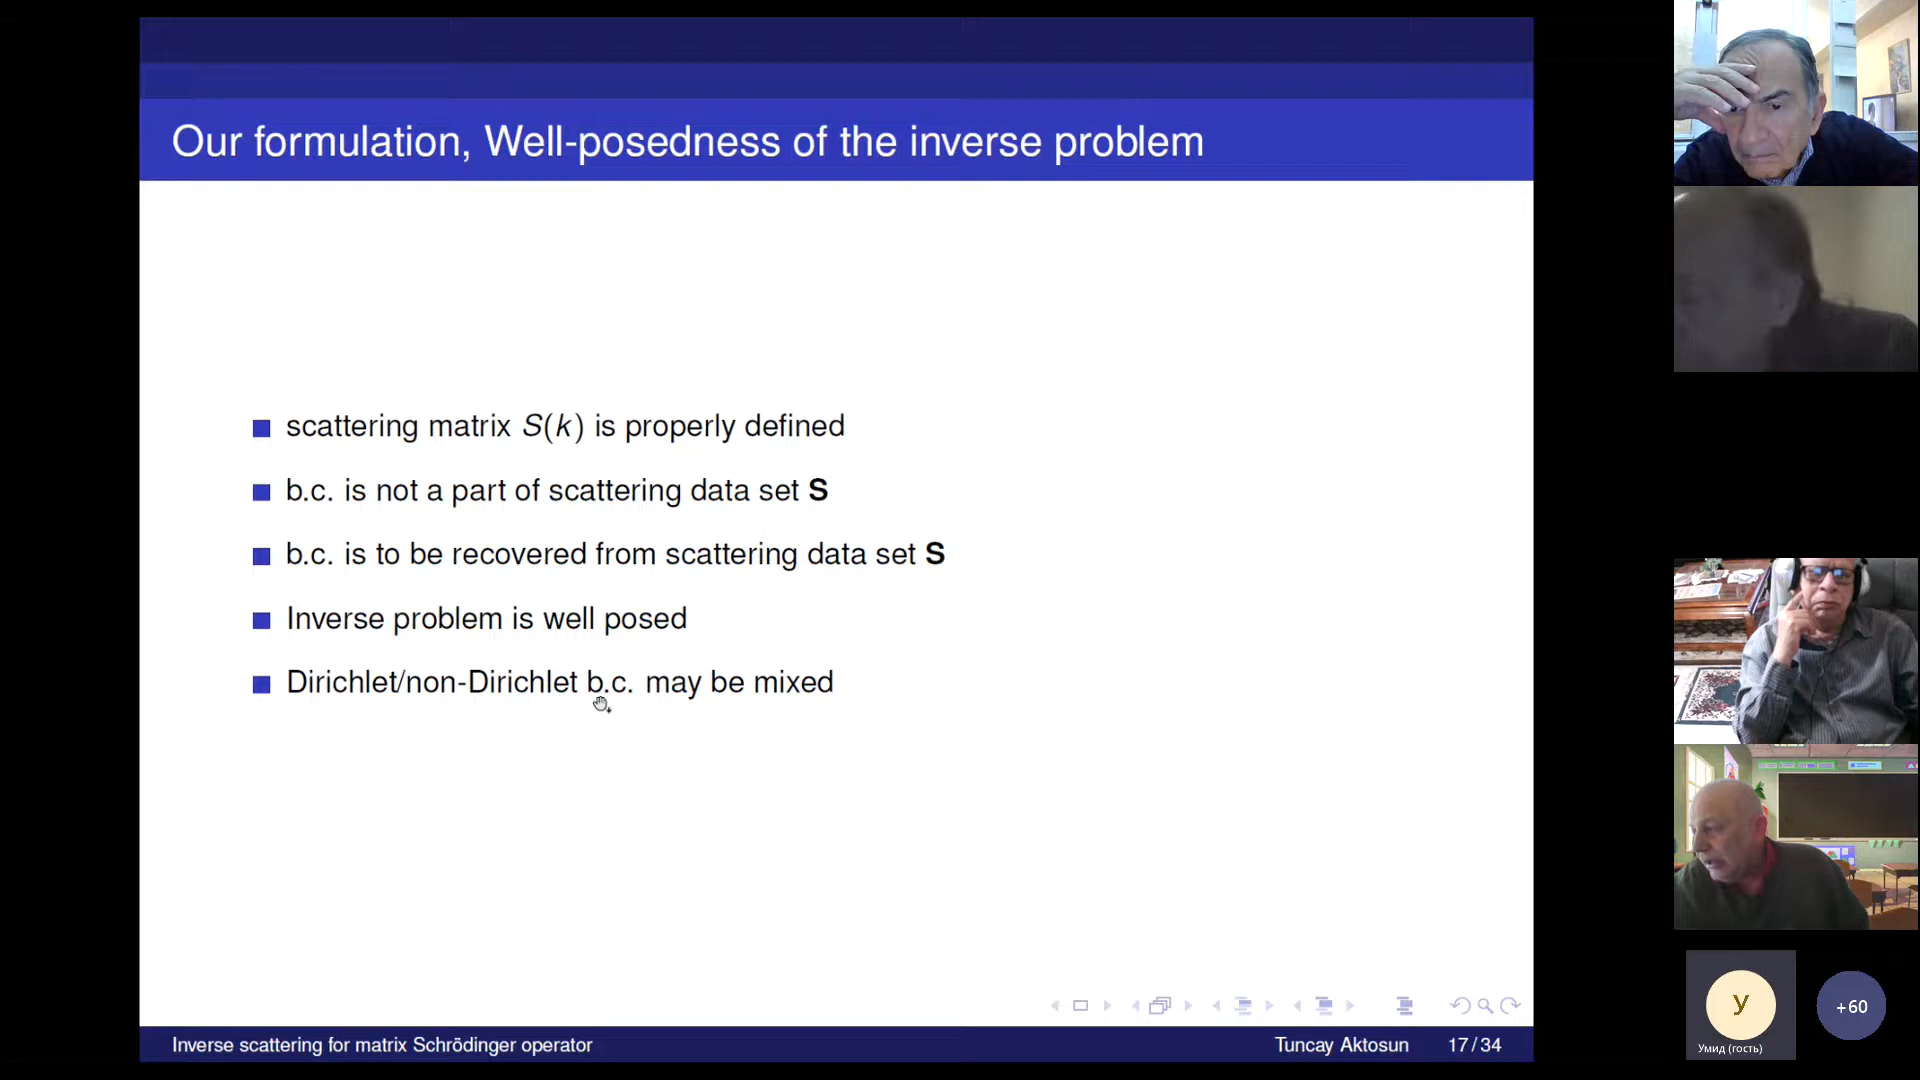 Our formulation, Well-posedness of the inverse problem
scattering matrix S(k) is properly defined
b.c. is not a part of scattering data set S
b.c. is to be recovered from scattering data set S
Inverse problem is well posed
Dirichlet/non-Dirichlet b.c. may be mixed
Inverse scattering for matrix Schrödinger operator
Tuncay Aktosun
17/34
У
Умид (гость)
+60